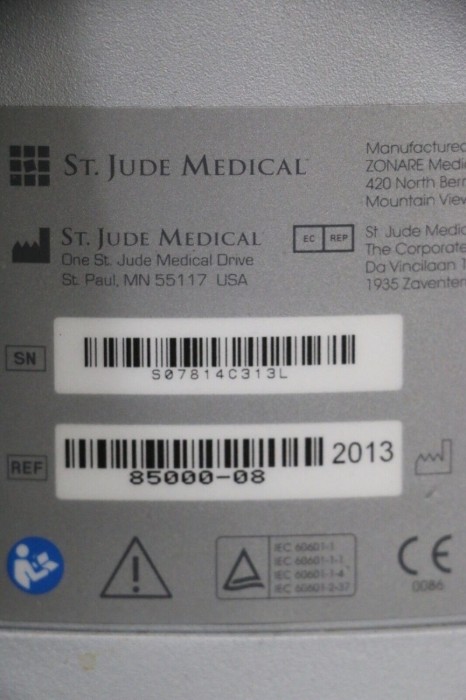 ST. JUDE MEDICAL™
Manufactured
ZONARE Medi
420 North Ber
Mountain View
ST. JUDE MEDICAL
One St. Jude Medical Drive
St. Paul, MN 55117 USA
EC REP
St. Jude Medic
The Corporate
Da Vincilaan 1
1935 Zaventer
SN
S07814C313L
REF
85000-08
2013
IEC 60601-1
IEC 60601-1-1
IEC 60601-1-4
IEC 60601-2-37
CE
0086